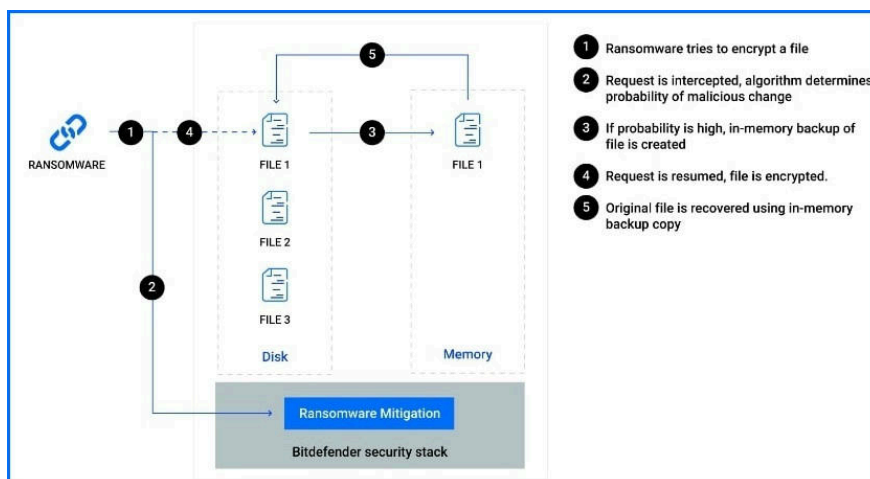 5
1
4
3
RANSOMWARE
FILE 1
FILE 1
FILE 2
2
FILE 3
Disk
Memory
Ransomware Mitigation
Bitdefender security stack
1 Ransomware tries to encrypt a file
2 Request is intercepted, algorithm determines
probability of malicious change
3 If probability is high, in-memory backup of
file is created
4 Request is resumed, file is encrypted.
5 Original file is recovered using in-memory
backup copy